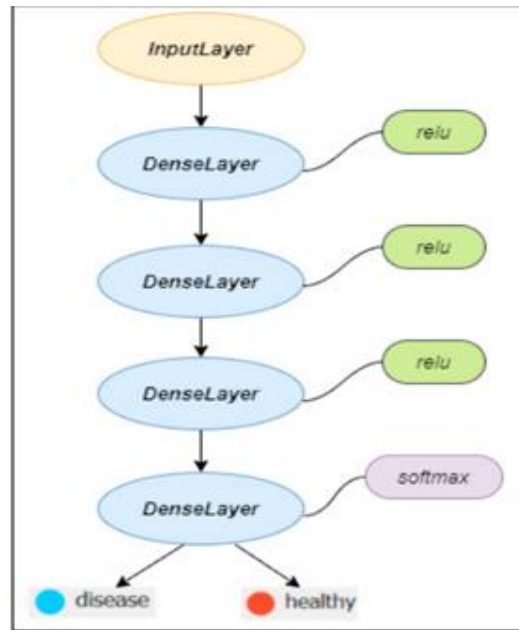 InputLayer
relu
DenseLayer
relu
DenseLayer
relu
DenseLayer
softmax
DenseLayer
disease
healthy